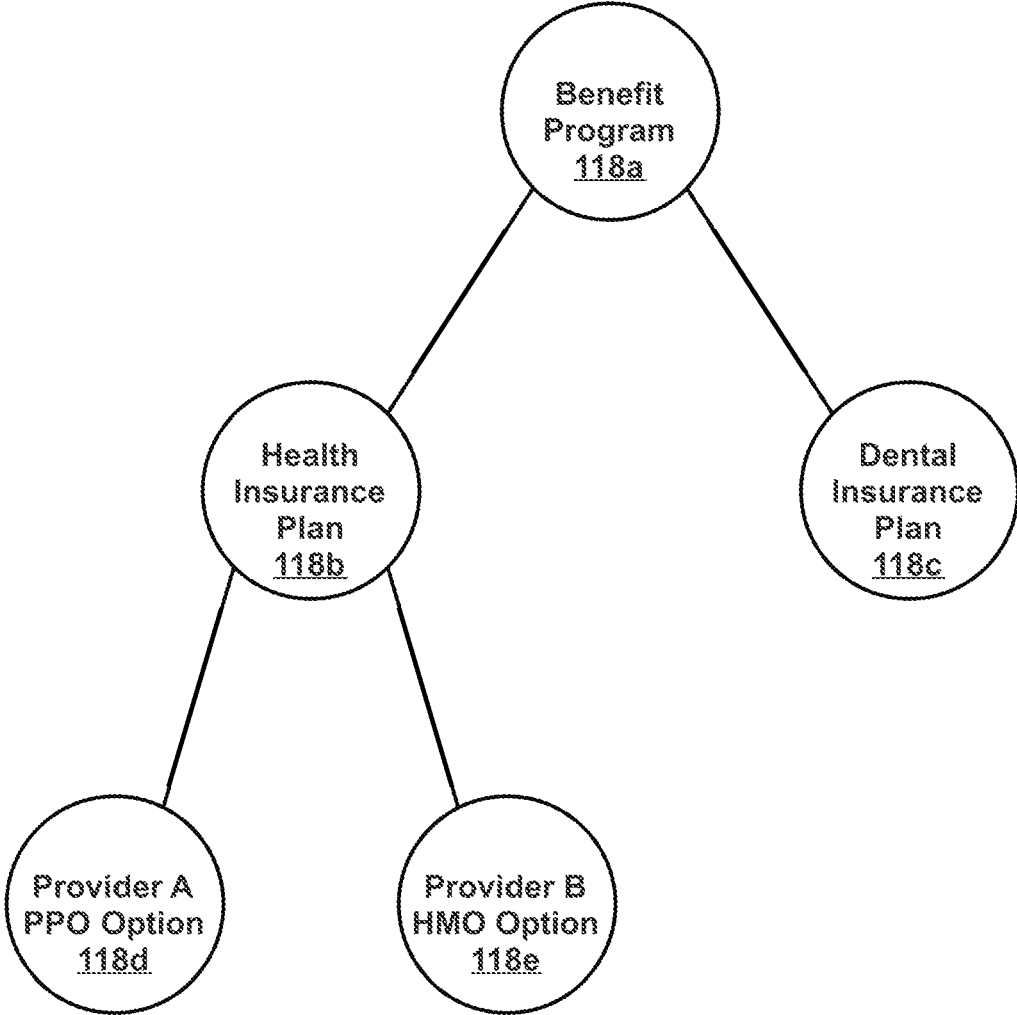 Benefit
Program
118a
Health
Insurance
Plan
118b
Dental
Insurance
Plan
118c
Provider A
PPO Option
118d
Provider B
HMO Option
118e